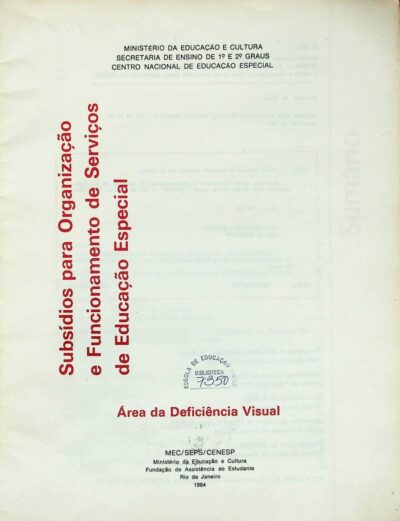 MINISTERIO DA EDUCAÇÃO E CULTURA
SECRETARIA DE ENSINO DE 1º E 2º GRAUS
CENTRO NACIONAL DE EDUCAÇÃO ESPECIAL
Subsídios para Organização
e Funcionamento de Serviços
de Educação Especial
ESCOLA DE EDUCAÇÃO
BIBLIOTECA
7350
Área da Deficiência Visual
MEC/SEPS/CENESP
Ministério da Educação e Cultura
Fundação de Assistência ao Estudante
Rio de Janeiro
1984